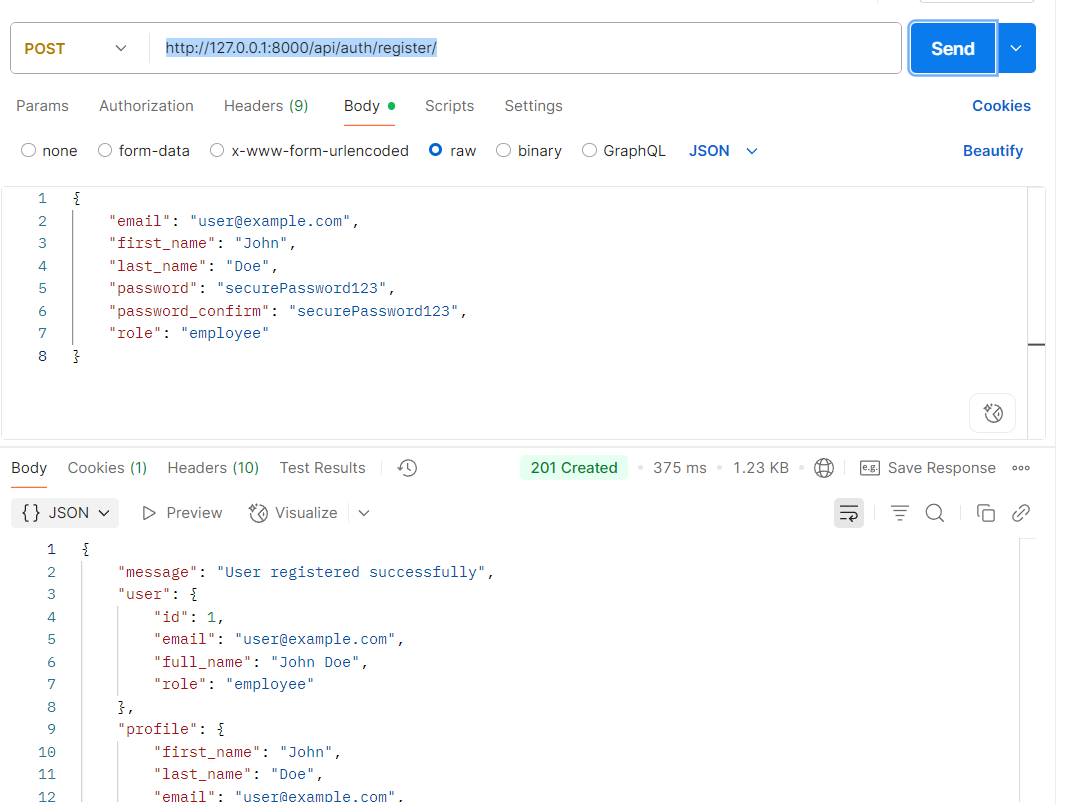 POST http://127.0.0.1:8000/api/auth/register/ Send
Params Authorization Headers (9) Body Scripts Settings Cookies
none form-data x-www-form-urlencoded raw binary GraphQL JSON Beautify
1 {
2 "email": "user@example.com",
3 "first_name": "John",
4 "last_name": "Doe",
5 "password": "securePassword123",
6 "password_confirm": "securePassword123",
7 "role": "employee"
8 }
Body Cookies (1) Headers (10) Test Results 201 Created 375 ms 1.23 KB e.g. Save Response
{} JSON Preview Visualize
1 {
2 "message": "User registered successfully",
3 "user": {
4 "id": 1,
5 "email": "user@example.com",
6 "full_name": "John Doe",
7 "role": "employee"
8 },
9 "profile": {
10 "first_name": "John",
11 "last_name": "Doe",
12 "email": "user@example.com",